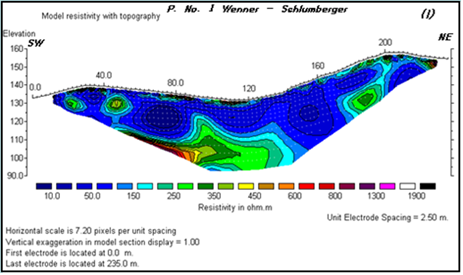 P. No. 1 Wenner - Schlumberger
(1)
Model resistivity with topography
Elevation
SW
NE
160
150
140
130
120
110
100
90.0
0.0
40.0
80.0
120
160
200
10.0 50.0 150 250 350 450 600 800 1300 1900
Resistivity in ohm.m
Unit Electrode Spacing = 2.50 m.
Horizontal scale is 7.20 pixels per unit spacing
Vertical exaggeration in model section display = 1.00
First electrode is located at 0.0 m.
Last electrode is located at 235.0 m.